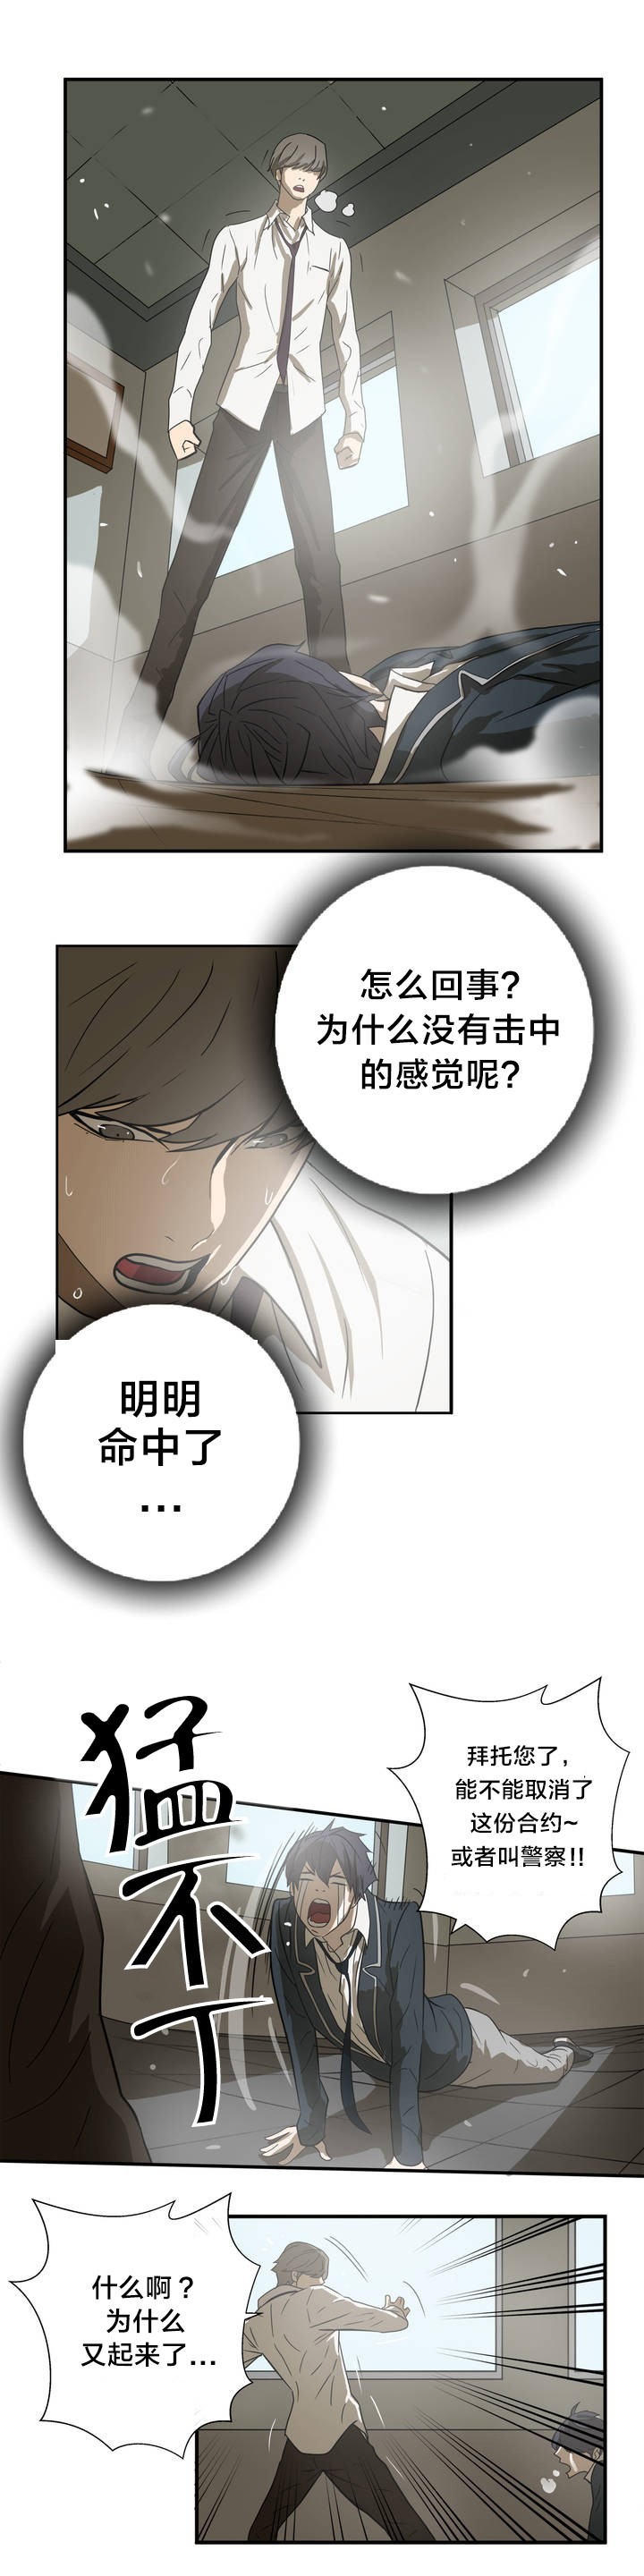 怎么回事?
为什么没有击中
的感觉呢?
明明
命中了
...
拜托您了,
能不能取消了
这份合约~
或者叫警察!!
猛
不
丁
什么啊?
为什么
又起来了...